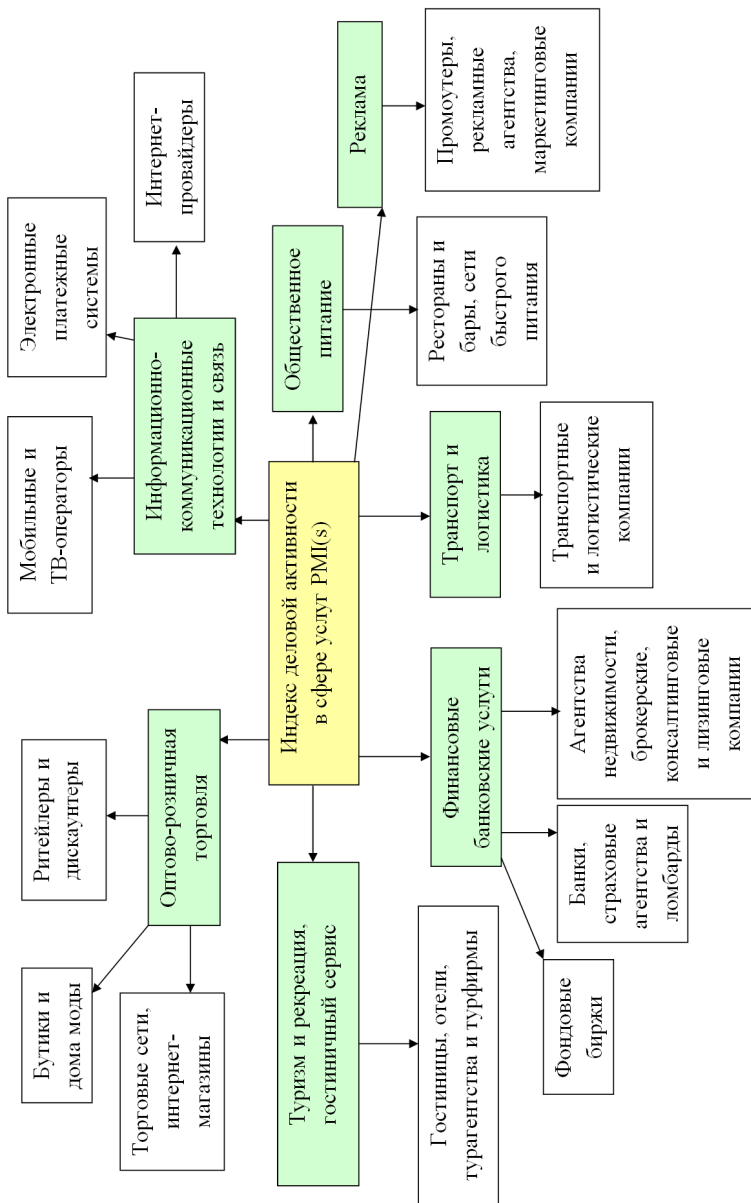 Бутики и
дома моды
Ритейлеры и
дискаунтеры
Мобильные и
ТВ-операторы
Электронные
платежные
системы
Торговые сети,
интернет-
магазины
Оптово-розничная
торговля
Информационно-
коммуникационные
технологии и связь
Интернет-
провайдеры
Туризм и рекреация,
гостиничный сервис
Индекс деловой активности
в сфере услуг PMI(s)
Общественное
питание
Реклама
Финансовые
банковские услуги
Транспорт и
логистика
Гостиницы, отели,
турагентства и турфирмы
Фондовые
биржи
Банки,
страховые
агентства и
ломбарды
Агентства
недвижимости,
брокерские,
консалтинговые
и лизинговые
компании
Транспортные
и логистические
компании
Рестораны и
бары, сети
быстрого
питания
Промоутеры,
рекламные
агентства,
маркетинговые
компании